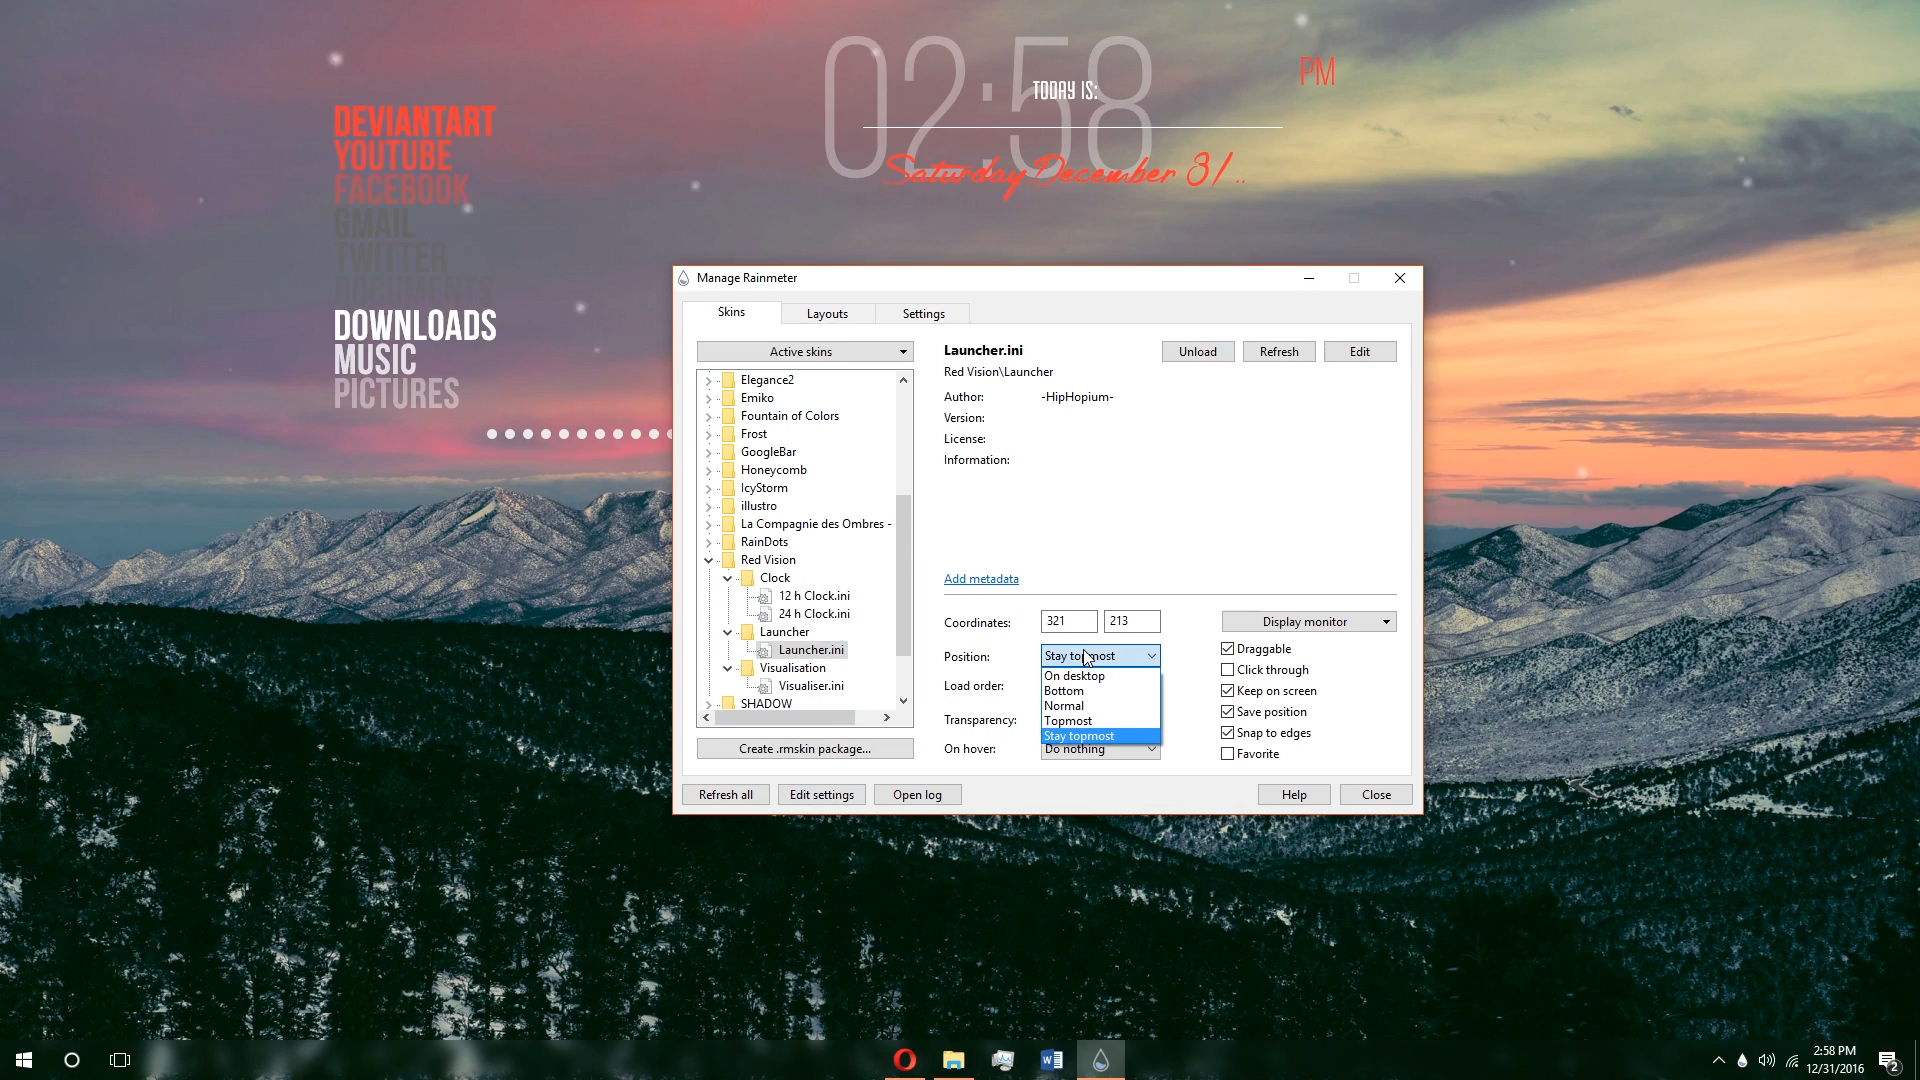 02:58
PM
TODAY IS:
Saturday December 31..
DEVIANTART
YOUTUBE
FACEBOOK
GMAIL
TWITTER
DOCUMENTS
DOWNLOADS
MUSIC
PICTURES
Manage Rainmeter
Skins
Layouts
Settings
Active skins
Elegance2
Emiko
Fountain of Colors
Frost
GoogleBar
Honeycomb
IcyStorm
illustro
La Compagnie des Ombres -
RainDots
Red Vision
Clock
12 h Clock.ini
24 h Clock.ini
Launcher
Launcher.ini
Visualisation
Visualiser.ini
SHADOW
Create .rmskin package...
Launcher.ini
Unload
Refresh
Edit
Red Vision\Launcher
Author: -HipHopium-
Version:
License:
Information:
Add metadata
Coordinates: 321 213
Position: Stay topmost
On desktop
Bottom
Normal
Topmost
Stay topmost
Load order:
Transparency:
On hover: Do nothing
Display monitor
Draggable
Click through
Keep on screen
Save position
Snap to edges
Favorite
Refresh all
Edit settings
Open log
Help
Close
2:58 PM
12/31/2016
2